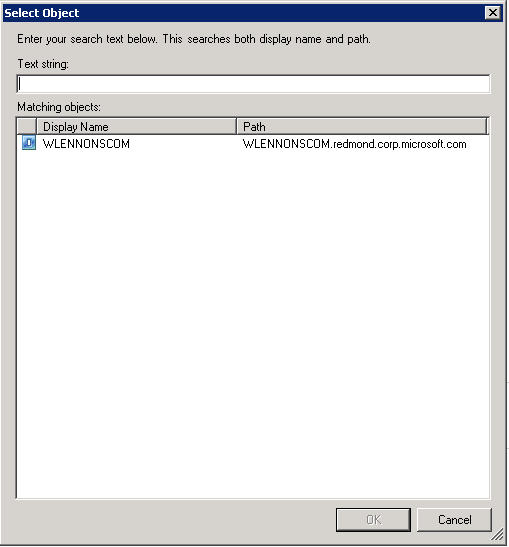 Select Object
Enter your search text below. This searches both display name and path.
Text string:
Matching objects:
Display Name Path
WLENNONSCOM WLENNONSCOM.redmond.corp.microsoft.com
OK Cancel